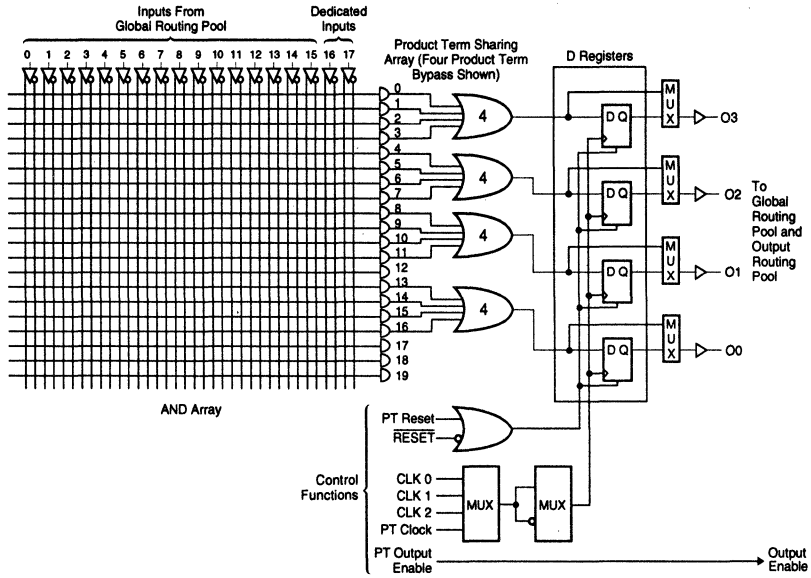 Inputs From
Global Routing Pool
Dedicated
Inputs
0 1 2 3 4 5 6 7 8 9 10 11 12 13 14 15 16 17
Product Term Sharing
Array (Four Product Term
Bypass Shown)
D Registers
0
1
2
3
4
5
6
7
8
9
10
11
12
13
14
15
16
17
18
19
4
4
4
4
D Q
D Q
D Q
D Q
MUX
MUX
MUX
MUX
O3
O2
O1
O0
To
Global
Routing
Pool and
Output
Routing
Pool
AND Array
Control
Functions
PT Reset
RESET
CLK 0
CLK 1
CLK 2
PT Clock
MUX
MUX
PT Output
Enable
Output
Enable